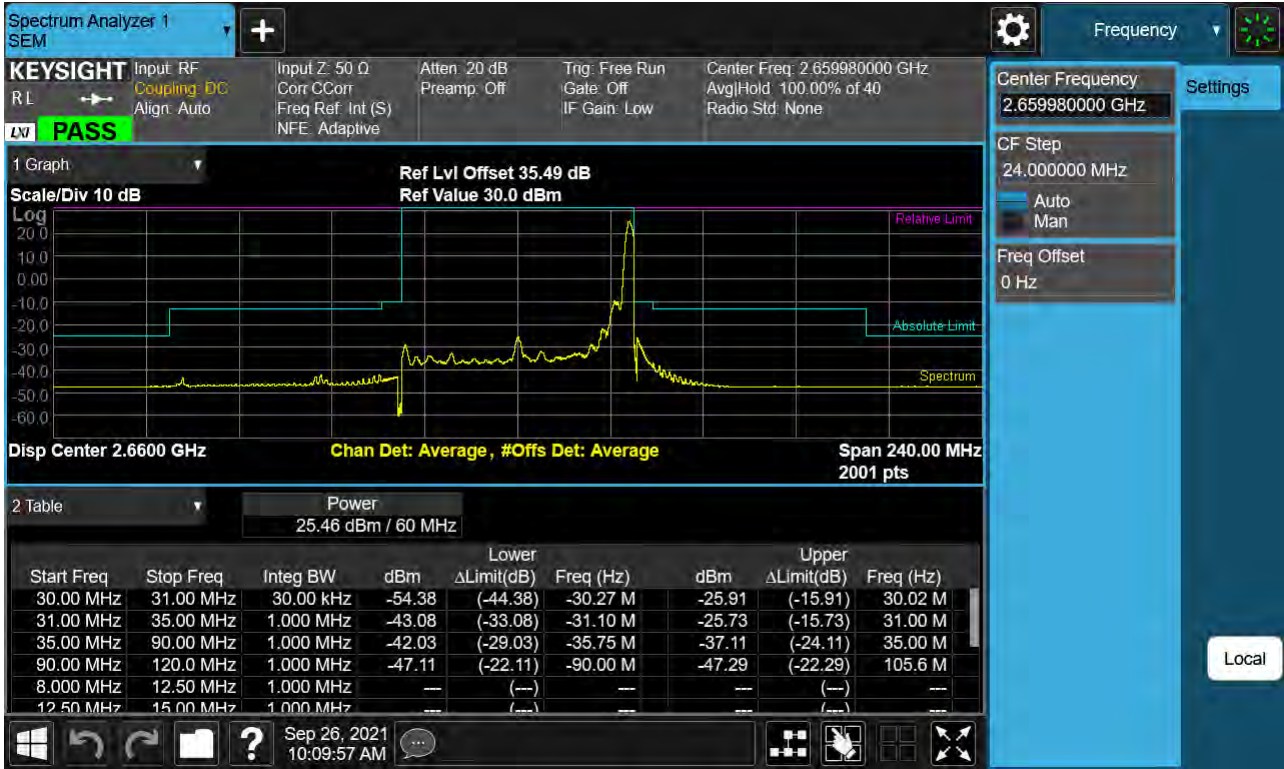 Spectrum Analyzer 1
SEM
Frequency
KEYSIGHT
R L
LXI PASS
Input: RF
Coupling: DC
Align: Auto
Input Z: 50 Ω
Corr CCorr
Freq Ref: Int (S)
NFE: Adaptive
Atten: 20 dB
Preamp: Off
Trig: Free Run
Gate: Off
IF Gain: Low
Center Freq: 2.659980000 GHz
Avg|Hold: 100.00% of 40
Radio Std: None
Center Frequency
2.659980000 GHz
Settings
CF Step
24.000000 MHz
Auto
Man
Freq Offset
0 Hz
1 Graph
Scale/Div 10 dB
Ref Lvl Offset 35.49 dB
Ref Value 30.0 dBm
Log
20.0
10.0
0.00
-10.0
-20.0
-30.0
-40.0
-50.0
-60.0
Relative Limit
Absolute Limit
Spectrum
Disp Center 2.6600 GHz
Chan Det: Average , #Offs Det: Average
Span 240.00 MHz
2001 pts
2 Table
Power
25.46 dBm / 60 MHz
Lower Upper
Start Freq Stop Freq Integ BW dBm ΔLimit(dB) Freq (Hz) dBm ΔLimit(dB) Freq (Hz)
30.00 MHz 31.00 MHz 30.00 kHz -54.38 (-44.38) -30.27 M -25.91 (-15.91) 30.02 M
31.00 MHz 35.00 MHz 1.000 MHz -43.08 (-33.08) -31.10 M -25.73 (-15.73) 31.00 M
35.00 MHz 90.00 MHz 1.000 MHz -42.03 (-29.03) -35.75 M -37.11 (-24.11) 35.00 M
90.00 MHz 120.0 MHz 1.000 MHz -47.11 (-22.11) -90.00 M -47.29 (-22.29) 105.6 M
8.000 MHz 12.50 MHz 1.000 MHz --- (---) --- --- (---) ---
12.50 MHz 15.00 MHz 1.000 MHz --- (---) --- --- (---) ---
Local
?
Sep 26, 2021
10:09:57 AM